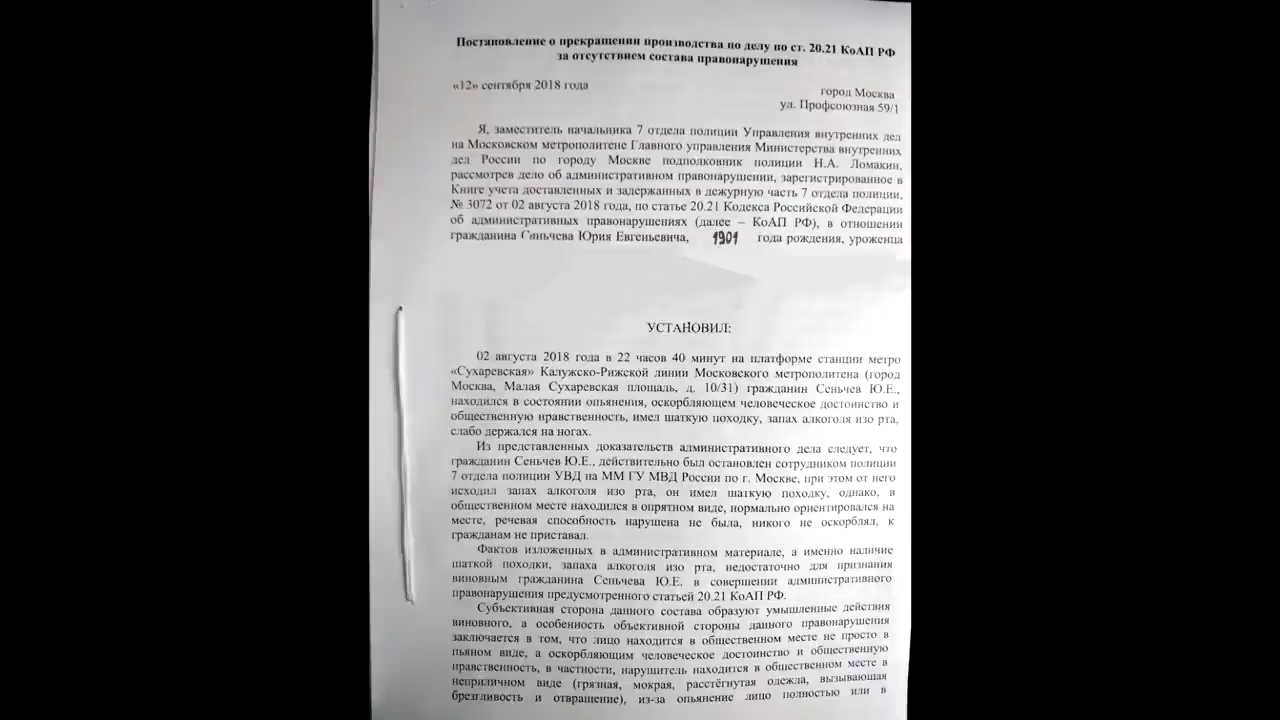 Постановление о прекращении производства по делу по ст. 20.21 КоАП РФ
за отсутствием состава правонарушения
«12» сентября 2018 года
город Москва
ул. Профсоюзная 59/1
Я, заместитель начальника 7 отдела полиции Управления внутренних дел
на Московском метрополитене Главного управления Министерства внутренних
дел России по городу Москве подполковник полиции Н.А. Ломакин,
рассмотрев дело об административном правонарушении, зарегистрированное в
Книге учета доставленных и задержанных в дежурную часть 7 отдела полиции,
№ 3072 от 02 августа 2018 года, по статье 20.21 Кодекса Российской Федерации
об административных правонарушениях (далее – КоАП РФ), в отношении
гражданина Сеньчева Юрия Евгеньевича, 1901 года рождения, уроженца
УСТАНОВИЛ:
02 августа 2018 года в 22 часов 40 минут на платформе станции метро
«Сухаревская» Калужско-Рижской линии Московского метрополитена (город
Москва, Малая Сухаревская площадь, д. 10/31) гражданин Сеньчев Ю.Е.,
находился в состоянии опьянения, оскорбляющем человеческое достоинство и
общественную нравственность, имел шаткую походку, запах алкоголя изо рта,
слабо держался на ногах.
Из представленных доказательств административного дела следует, что
гражданин Сеньчев Ю.Е., действительно был остановлен сотрудником полиции
7 отдела полиции УВД на ММ ГУ МВД России по г. Москве, при этом от него
исходил запах алкоголя изо рта, он имел шаткую походку, однако, в
общественном месте находился в опрятном виде, нормально ориентировался на
месте, речевая способность нарушена не была, никого не оскорблял, к
гражданам не приставал.
Фактов изложенных в административном материале, а именно наличие
шаткой походки, запаха алкоголя изо рта, недостаточно для признания
виновным гражданина Сеньчева Ю.Е. в совершении административного
правонарушения предусмотренного статьей 20.21 КоАП РФ.
Субъективная сторона данного состава образуют умышленные действия
виновного, а особенность объективной стороны данного правонарушения
заключается в том, что лицо находится в общественном месте не просто в
пьяном виде, а оскорбляющим человеческое достоинство и общественную
нравственность, в частности, нарушитель находится в общественном месте в
неприличном виде (грязная, мокрая, расстёгнутая одежда, вызывающая
брезгливость и отвращение), из-за опьянение лицо полностью или в